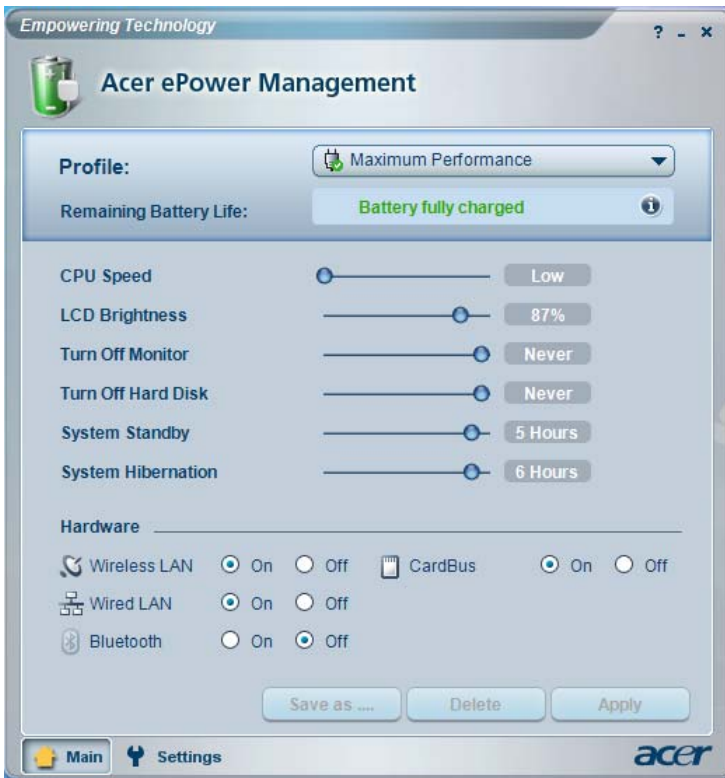 Empowering Technology
? - x
Acer ePower Management
Profile: Maximum Performance
Remaining Battery Life: Battery fully charged
CPU Speed Low
LCD Brightness 87%
Turn Off Monitor Never
Turn Off Hard Disk Never
System Standby 5 Hours
System Hibernation 6 Hours
Hardware
Wireless LAN On Off CardBus On Off
Wired LAN On Off
Bluetooth On Off
Save as .... Delete Apply
Main Settings acer